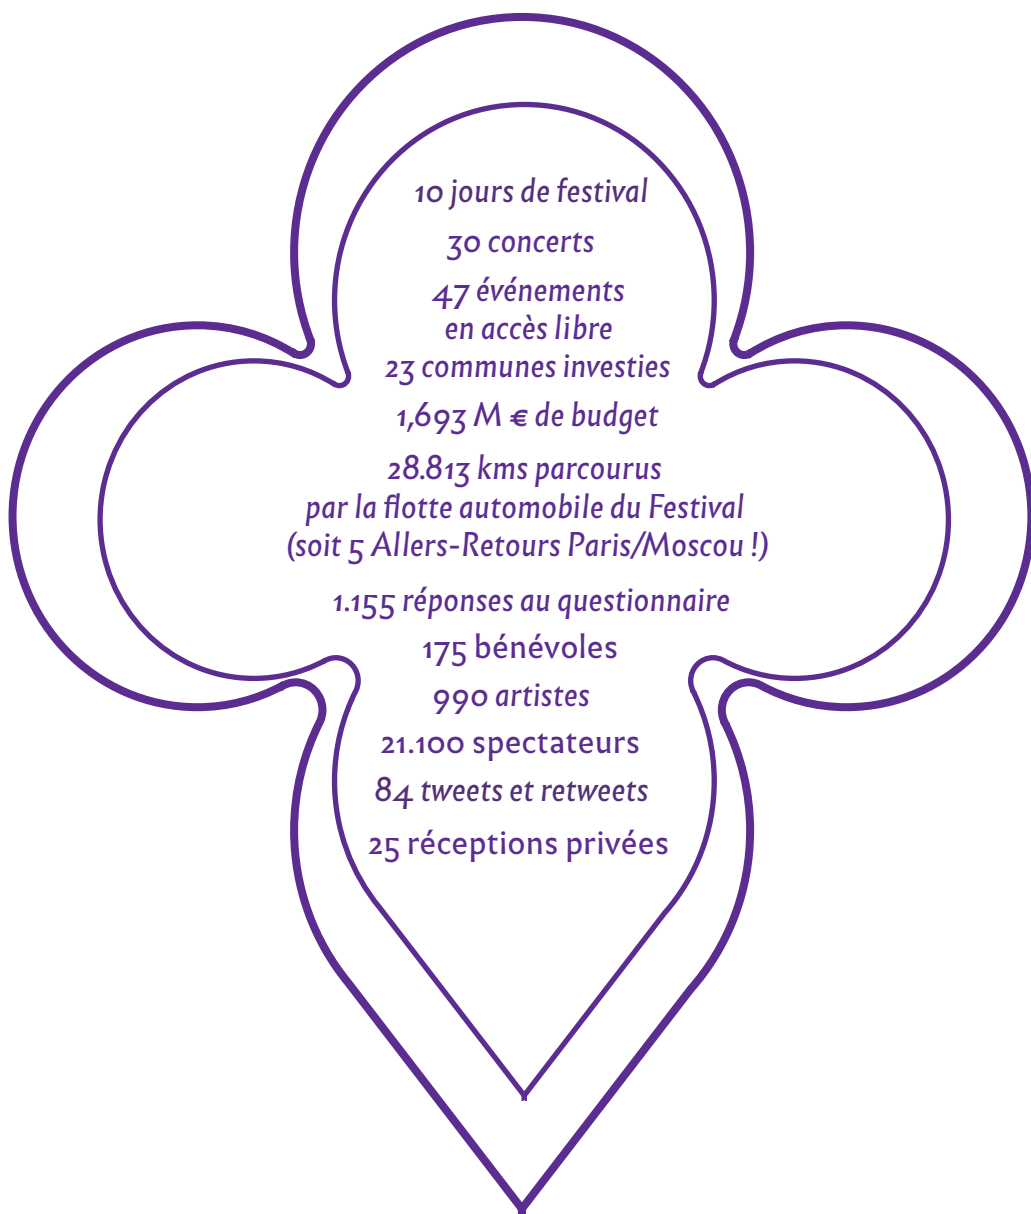 10 jours de festival
30 concerts
47 événements
en accès libre
23 communes investies
1,693 M € de budget
28.813 kms parcourus
par la flotte automobile du Festival
(soit 5 Allers-Retours Paris/Moscou !)
1.155 réponses au questionnaire
175 bénévoles
990 artistes
21.100 spectateurs
84 tweets et retweets
25 réceptions privées